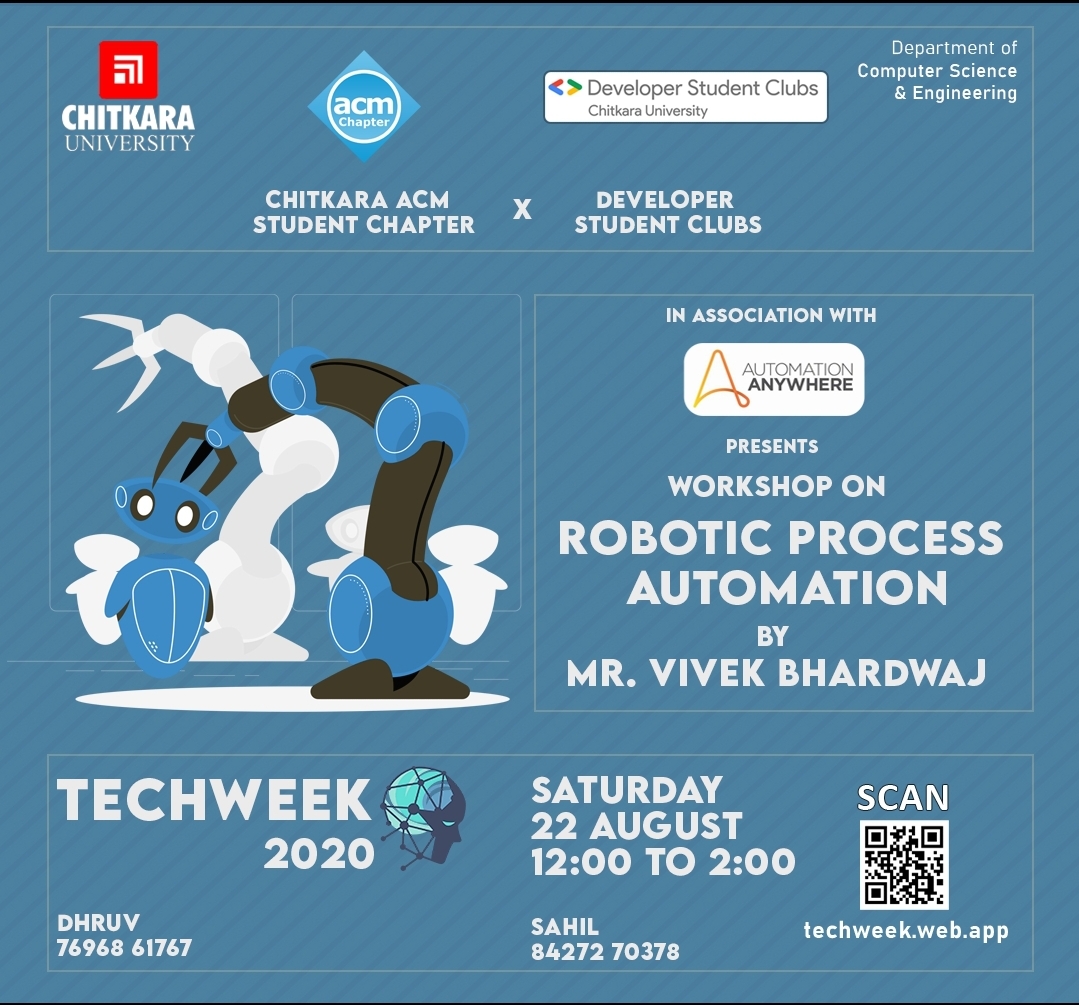 CHITKARA
UNIVERSITY
acm
Chapter
Developer Student Clubs
Chitkara University
Department of
Computer Science
& Engineering
CHITKARA ACM
STUDENT CHAPTER
X
DEVELOPER
STUDENT CLUBS
IN ASSOCIATION WITH
AUTOMATION
ANYWHERE
PRESENTS
WORKSHOP ON
ROBOTIC PROCESS
AUTOMATION
BY
MR. VIVEK BHARDWAJ
TECHWEEK
2020
DHRUV
76968 61767
SATURDAY
22 AUGUST
12:00 TO 2:00
SAHIL
84272 70378
SCAN
techweek.web.app